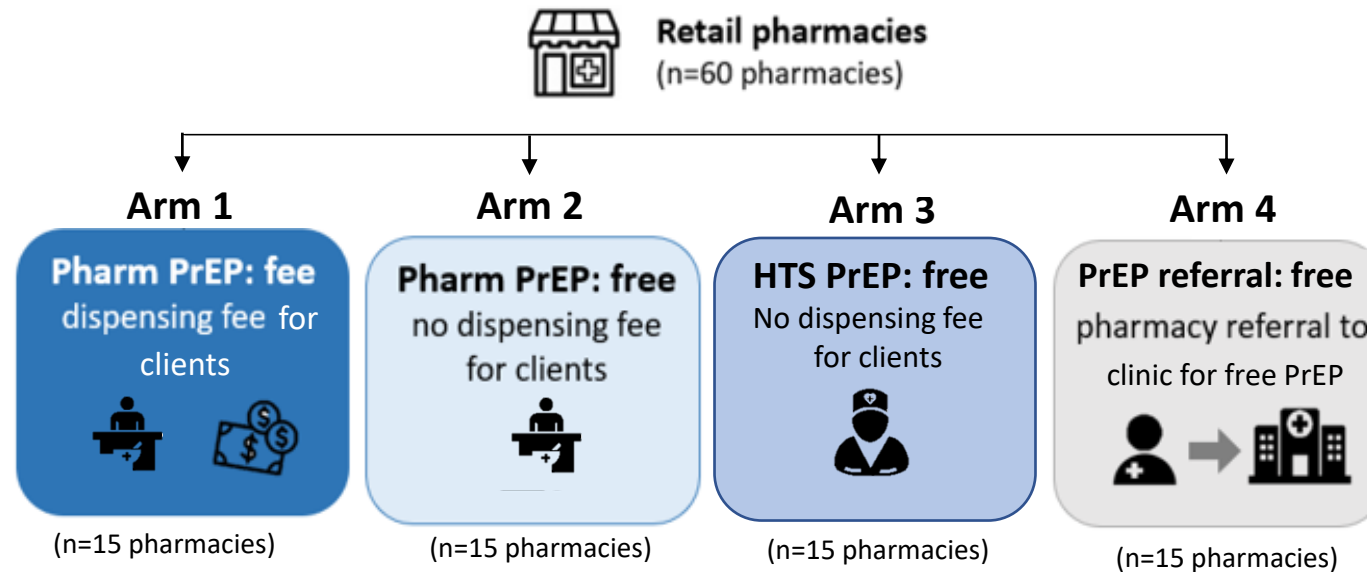 Retail pharmacies
(n=60 pharmacies)
Arm 1
Pharm PrEP: fee
dispensing fee for
clients
(n=15 pharmacies)
Arm 2
Pharm PrEP: free
no dispensing fee
for clients
(n=15 pharmacies)
Arm 3
HTS PrEP: free
No dispensing fee
for clients
(n=15 pharmacies)
Arm 4
PrEP referral: free
pharmacy referral to
clinic for free PrEP
(n=15 pharmacies)